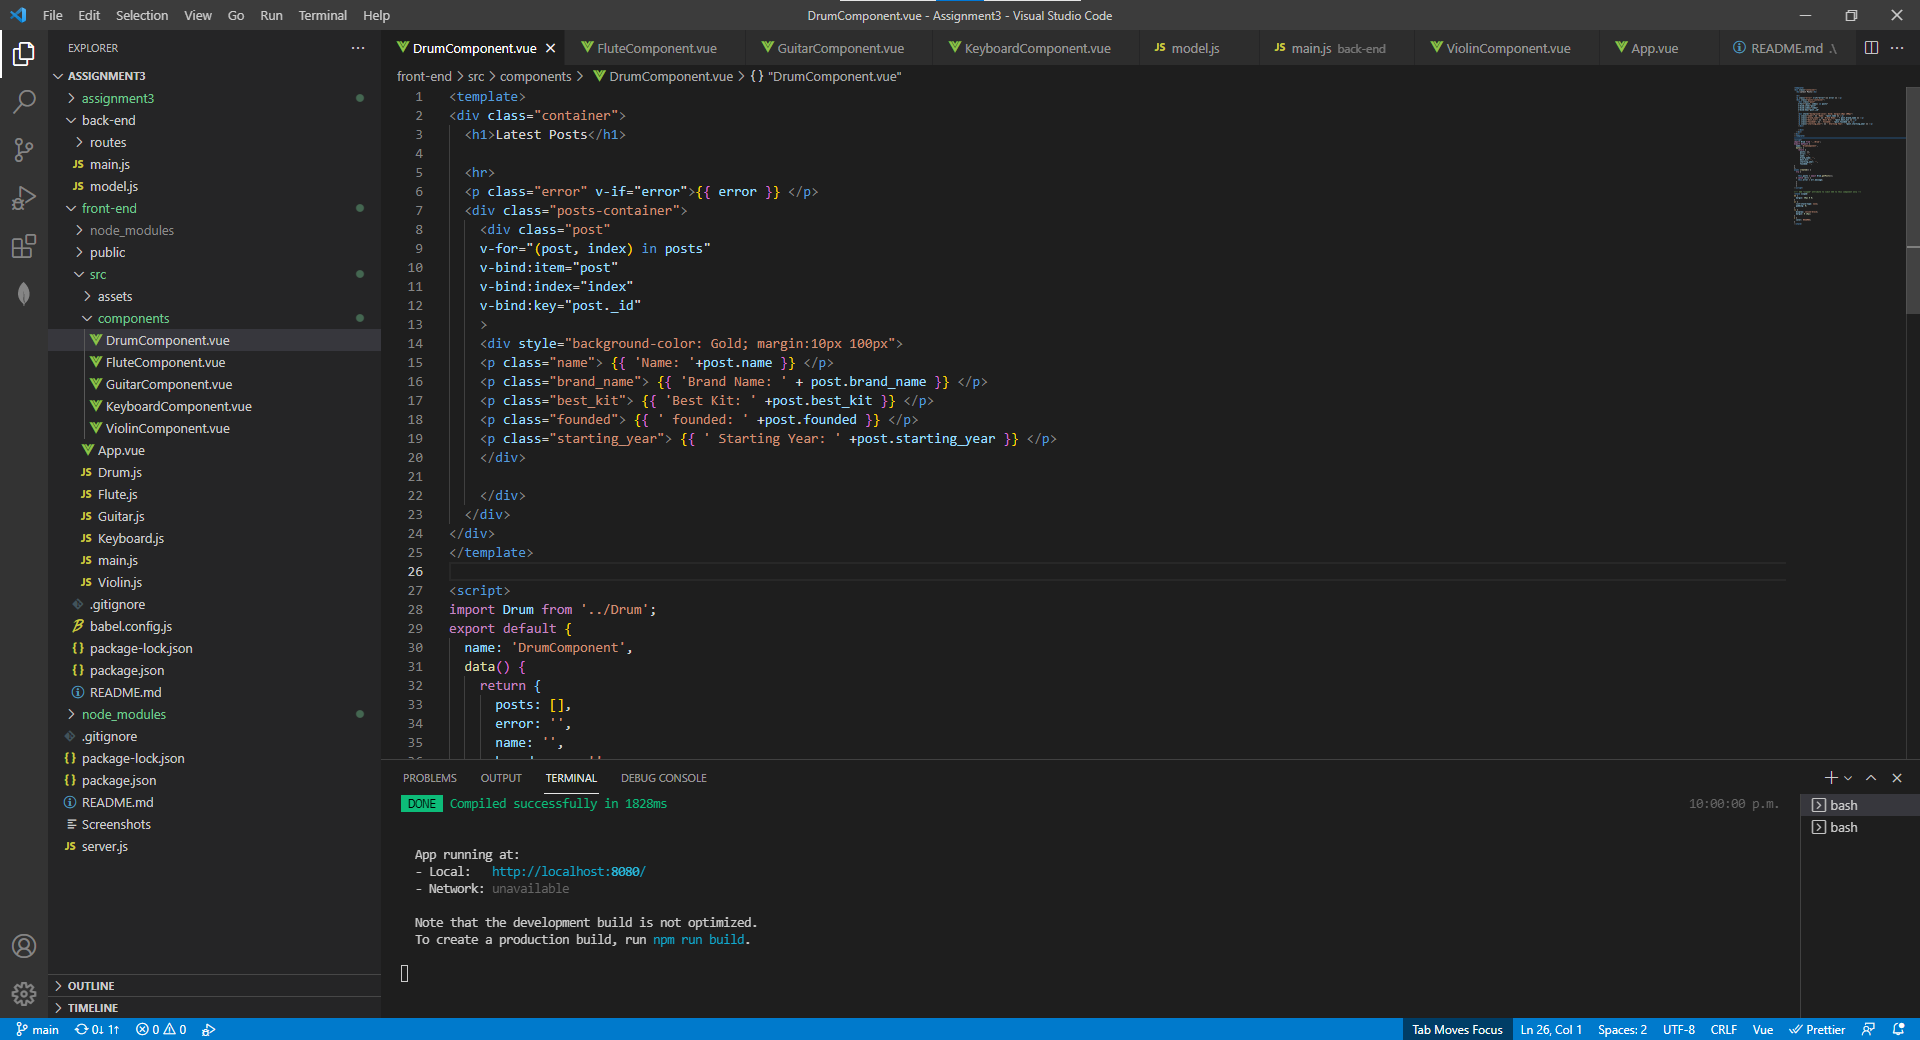 File Edit Selection View Go Run Terminal Help
DrumComponent.vue - Assignment3 - Visual Studio Code
EXPLORER
ASSIGNMENT3
assignment3
back-end
routes
JS main.js
JS model.js
front-end
node_modules
public
src
assets
components
DrumComponent.vue
FluteComponent.vue
GuitarComponent.vue
KeyboardComponent.vue
ViolinComponent.vue
App.vue
JS Drum.js
JS Flute.js
JS Guitar.js
JS Keyboard.js
JS main.js
JS Violin.js
.gitignore
babel.config.js
{} package-lock.json
{} package.json
README.md
node_modules
.gitignore
{} package-lock.json
{} package.json
README.md
Screenshots
JS server.js
OUTLINE
TIMELINE
DrumComponent.vue FluteComponent.vue GuitarComponent.vue KeyboardComponent.vue JS model.js JS main.js back-end ViolinComponent.vue App.vue README.md .\
front-end > src > components > DrumComponent.vue > {} "DrumComponent.vue"
1 <template>
2 <div class="container">
3 <h1>Latest Posts</h1>
4
5 <hr>
6 <p class="error" v-if="error">{{ error }} </p>
7 <div class="posts-container">
8 <div class="post"
9 v-for="(post, index) in posts"
10 v-bind:item="post"
11 v-bind:index="index"
12 v-bind:key="post._id"
13 >
14 <div style="background-color: Gold; margin:10px 100px">
15 <p class="name"> {{ 'Name: '+post.name }} </p>
16 <p class="brand_name"> {{ 'Brand Name: ' + post.brand_name }} </p>
17 <p class="best_kit"> {{ 'Best Kit: ' +post.best_kit }} </p>
18 <p class="founded"> {{ ' founded: ' +post.founded }} </p>
19 <p class="starting_year"> {{ ' Starting Year: ' +post.starting_year }} </p>
20 </div>
21
22 </div>
23 </div>
24 </div>
25 </template>
26
27 <script>
28 import Drum from '../Drum';
29 export default {
30 name: 'DrumComponent',
31 data() {
32 return {
33 posts: [],
34 error: '',
35 name: '',
PROBLEMS OUTPUT TERMINAL DEBUG CONSOLE
DONE Compiled successfully in 1828ms 10:00:00 p.m.
App running at:
- Local: http://localhost:8080/
- Network: unavailable
Note that the development build is not optimized.
To create a production build, run npm run build.
bash
bash
main 0↓ 1↑ 0 0 Tab Moves Focus Ln 26, Col 1 Spaces: 2 UTF-8 CRLF Vue Prettier